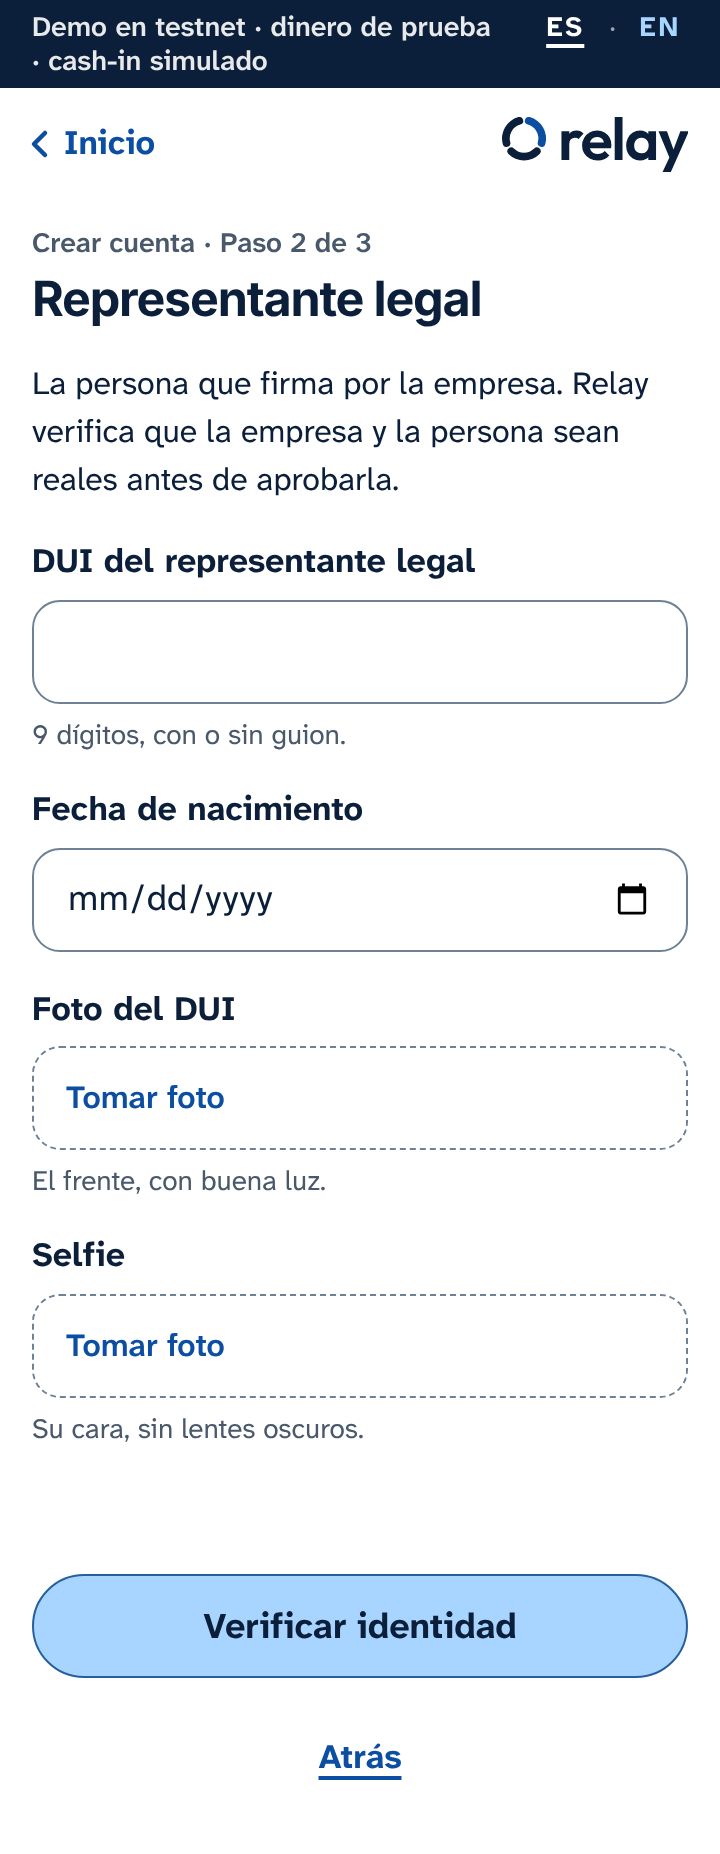 Demo en testnet · dinero de prueba
· cash-in simulado
ES · EN
Inicio
relay
Crear cuenta · Paso 2 de 3
Representante legal
La persona que firma por la empresa. Relay
verifica que la empresa y la persona sean
reales antes de aprobarla.
DUI del representante legal
9 dígitos, con o sin guion.
Fecha de nacimiento
mm/dd/yyyy
Foto del DUI
Tomar foto
El frente, con buena luz.
Selfie
Tomar foto
Su cara, sin lentes oscuros.
Verificar identidad
Atrás